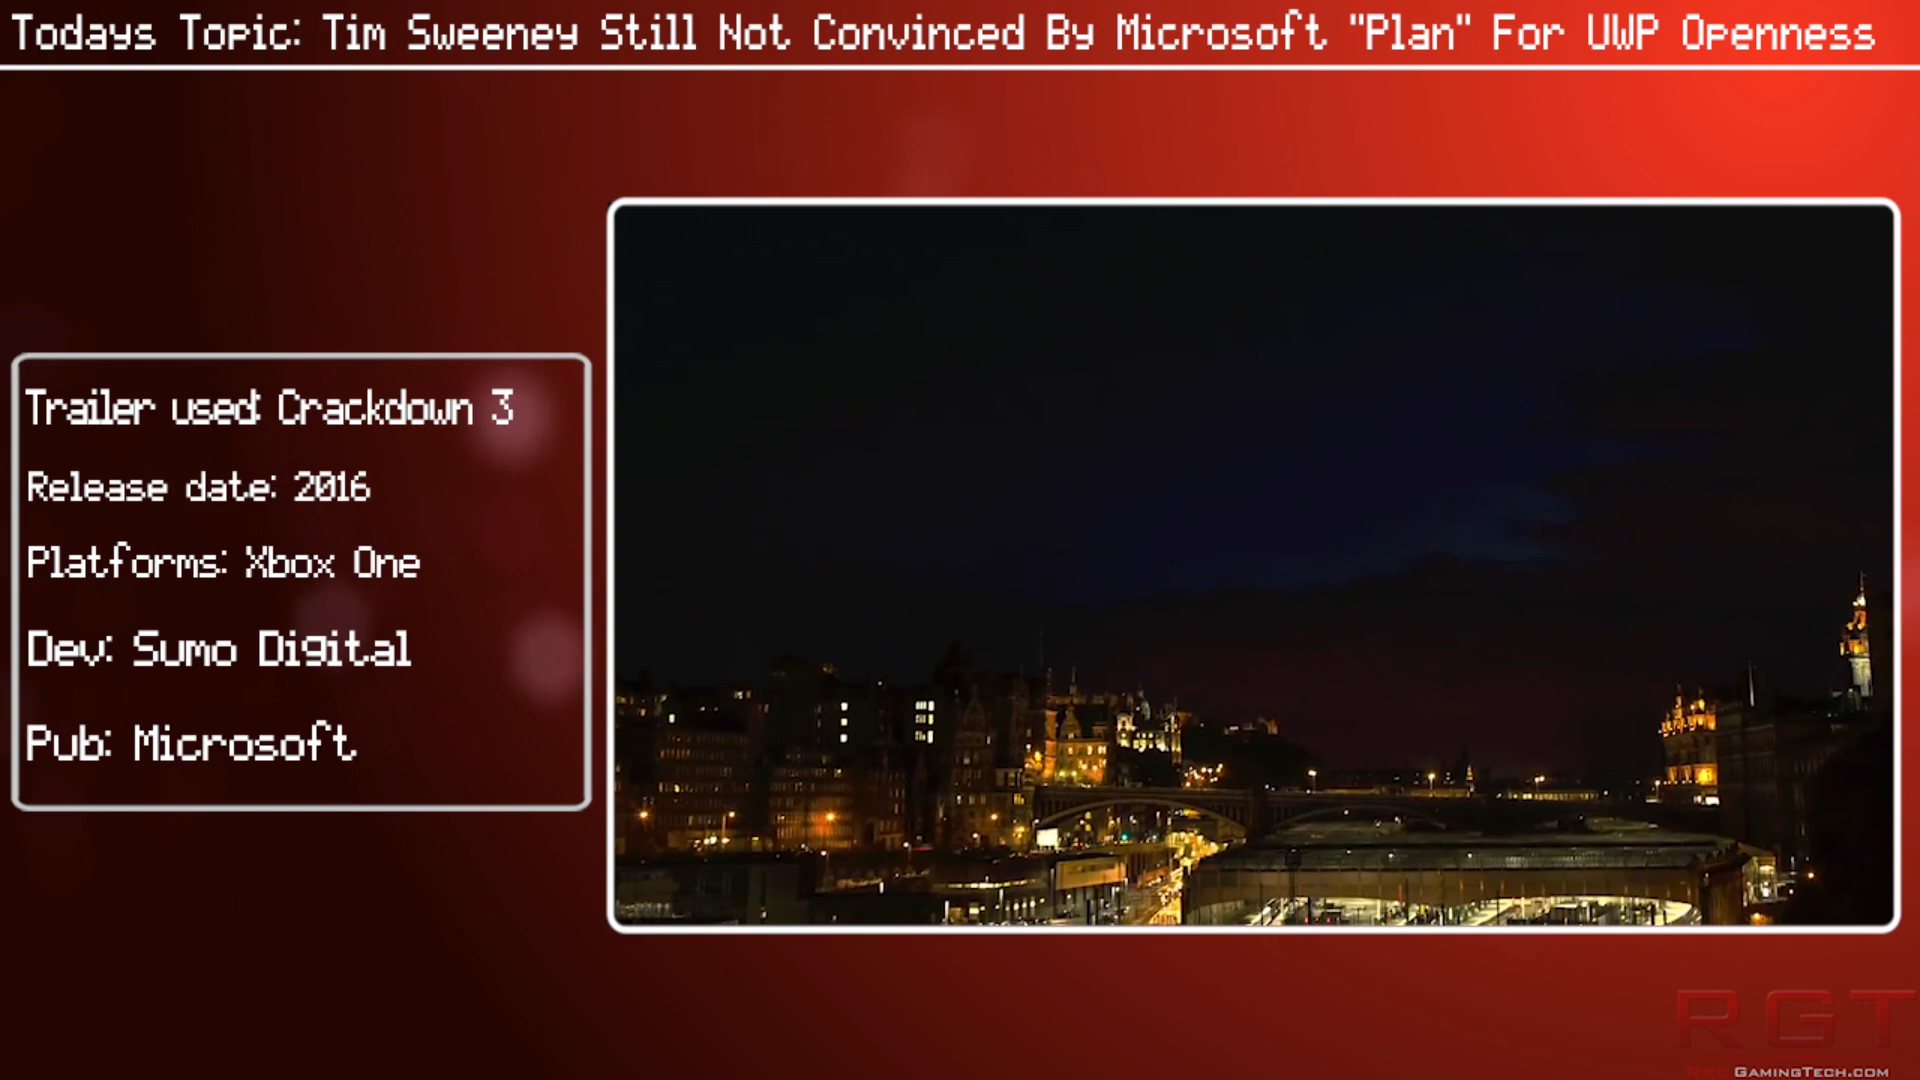 Todays Topic: Tim Sweeney Still Not Convinced By Microsoft "Plan" For UWP Openness
Trailer used: Crackdown 3
Release date: 2016
Platforms: Xbox One
Dev: Sumo Digital
Pub: Microsoft
RGT
RedGamingTech.com